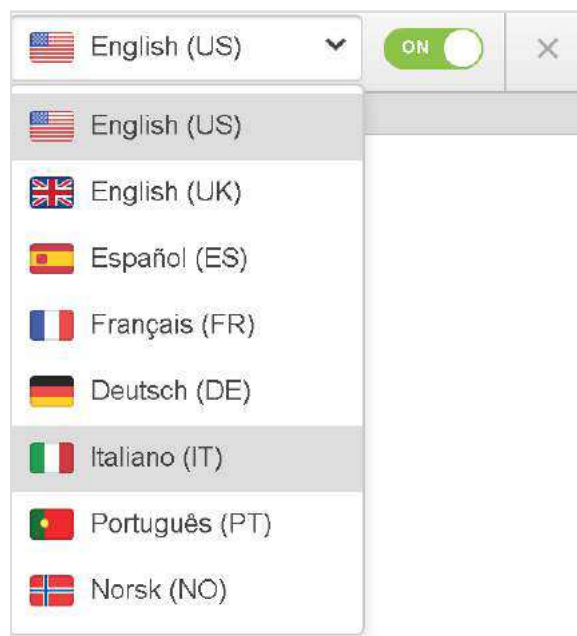 English (US)
ON
English (US)
English (UK)
Español (ES)
Français (FR)
Deutsch (DE)
Italiano (IT)
Português (PT)
Norsk (NO)